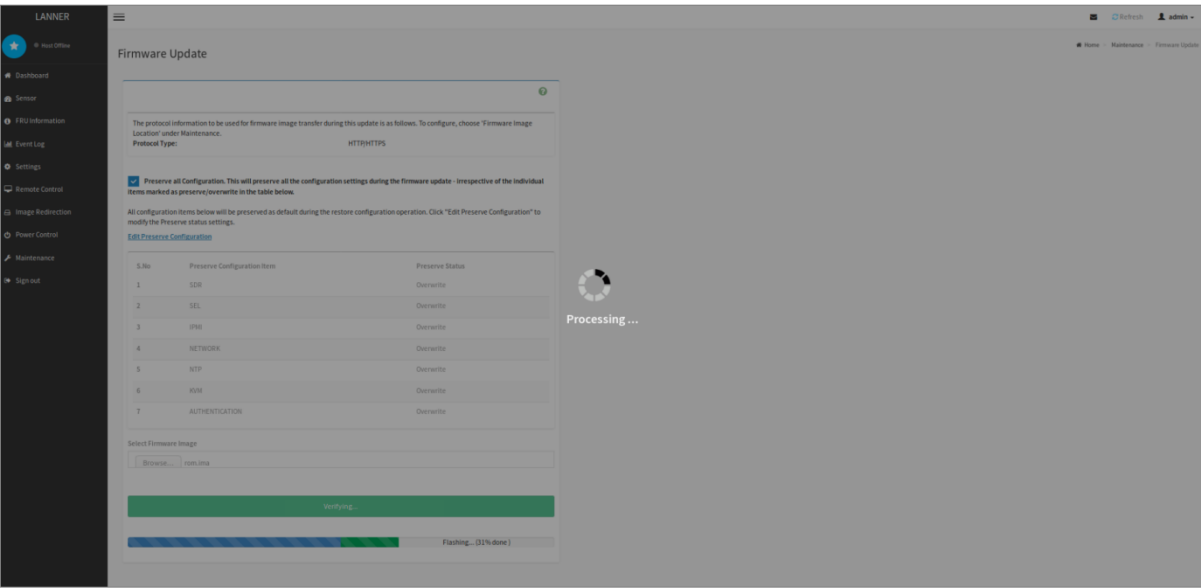 LANNER
Refresh admin
Host Offline
Home - Maintenance - Firmware Update
Firmware Update
Dashboard
Sensor
FRU Information
Event Log
Settings
Remote Control
Image Redirection
Power Control
Maintenance
Sign out
The protocol information to be used for firmware image transfer during this update is as follows. To configure, choose 'Firmware Image
Location' under Maintenance.
Protocol Type: HTTP/HTTPS
Preserve all Configuration. This will preserve all the configuration settings during the firmware update - irrespective of the individual
items marked as preserve/overwrite in the table below.
All configuration items below will be preserved as default during the restore configuration operation. Click "Edit Preserve Configuration" to
modify the Preserve status settings.
Edit Preserve Configuration
S.No Preserve Configuration Item Preserve Status
1 SDR Overwrite
2 SEL Overwrite
3 IPMI Overwrite
4 NETWORK Overwrite
5 NTP Overwrite
6 KVM Overwrite
7 AUTHENTICATION Overwrite
Processing ...
Select Firmware Image
Browse... rom.ima
Verifying...
Flashing... (31% done )